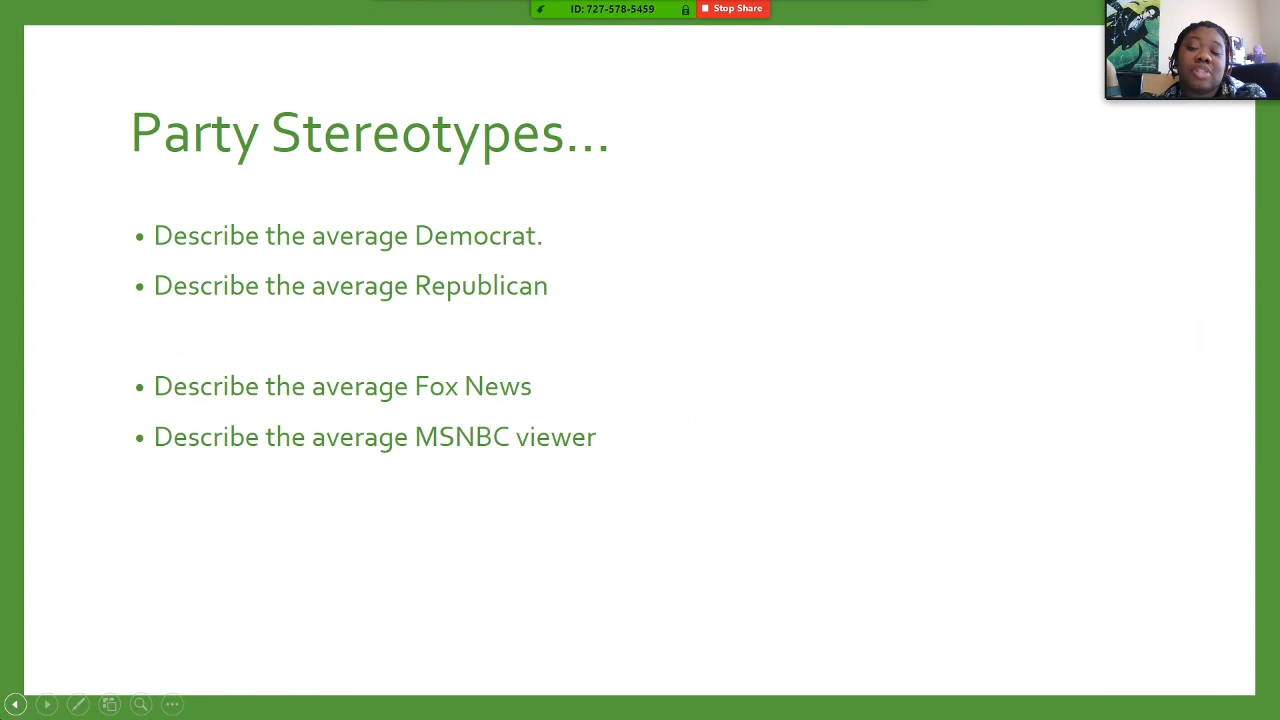 ID: 727-578-5459 Stop Share
Party Stereotypes...
• Describe the average Democrat.
• Describe the average Republican
• Describe the average Fox News
• Describe the average MSNBC viewer